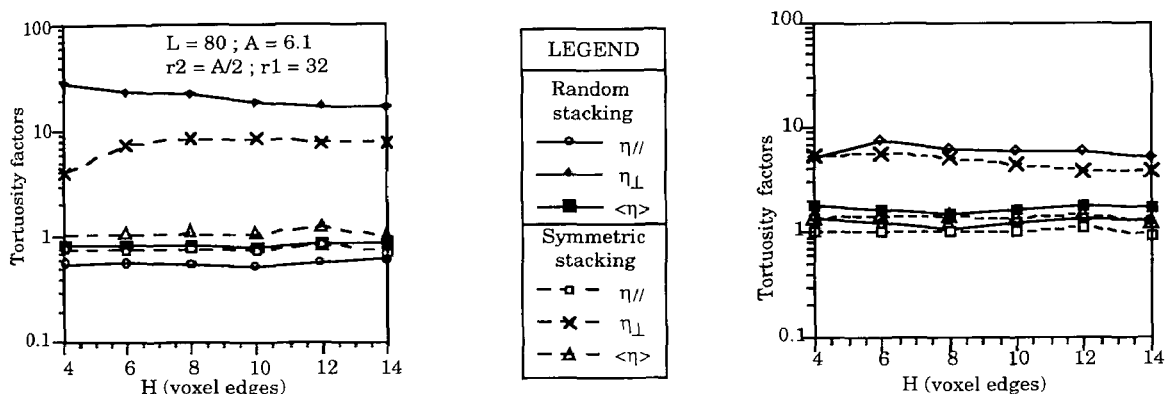 100
10
1
0.1
Tortuosity factors
L = 80 ; A = 6.1
r2 = A/2 ; r1 = 32
4 6 8 10 12 14
H (voxel edges)
LEGEND
Random
stacking
η//
η⊥
<η>
Symmetric
stacking
η//
η⊥
<η>
100
10
1
0.1
Tortuosity factors
4 6 8 10 12 14
H (voxel edges)